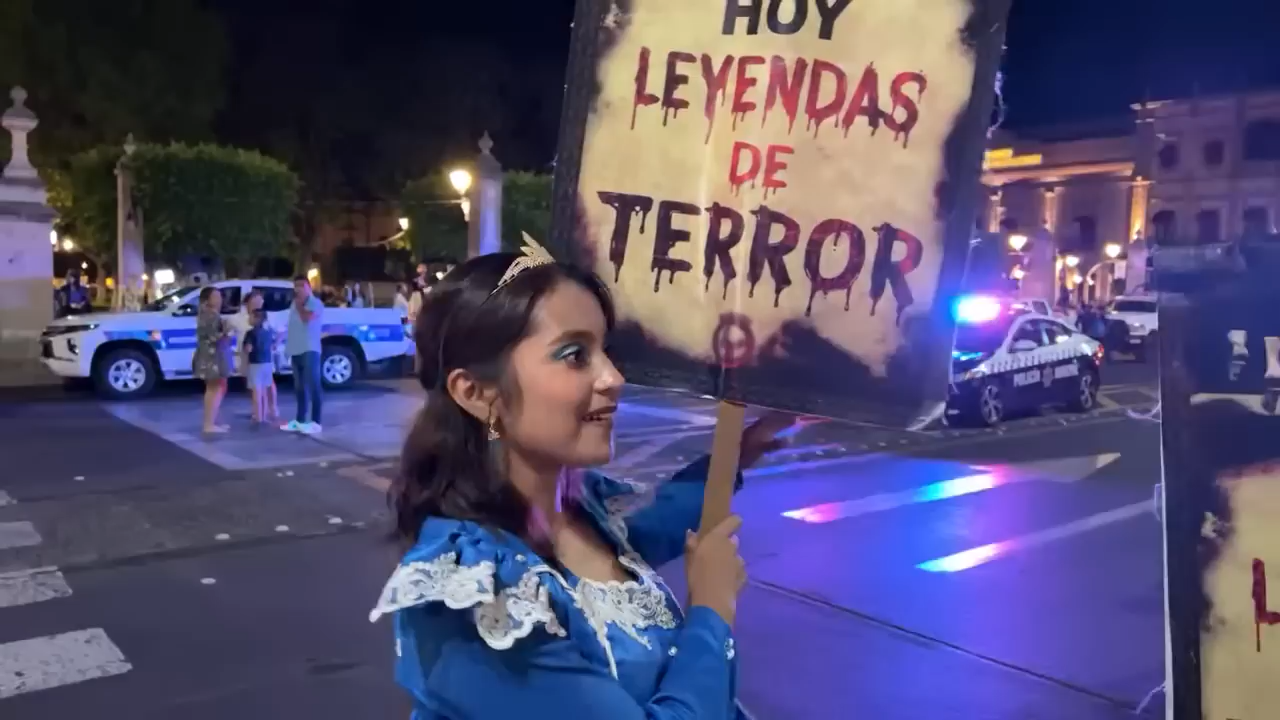 HOY
LEYENDAS
DE
TERROR
POLICÍA
L